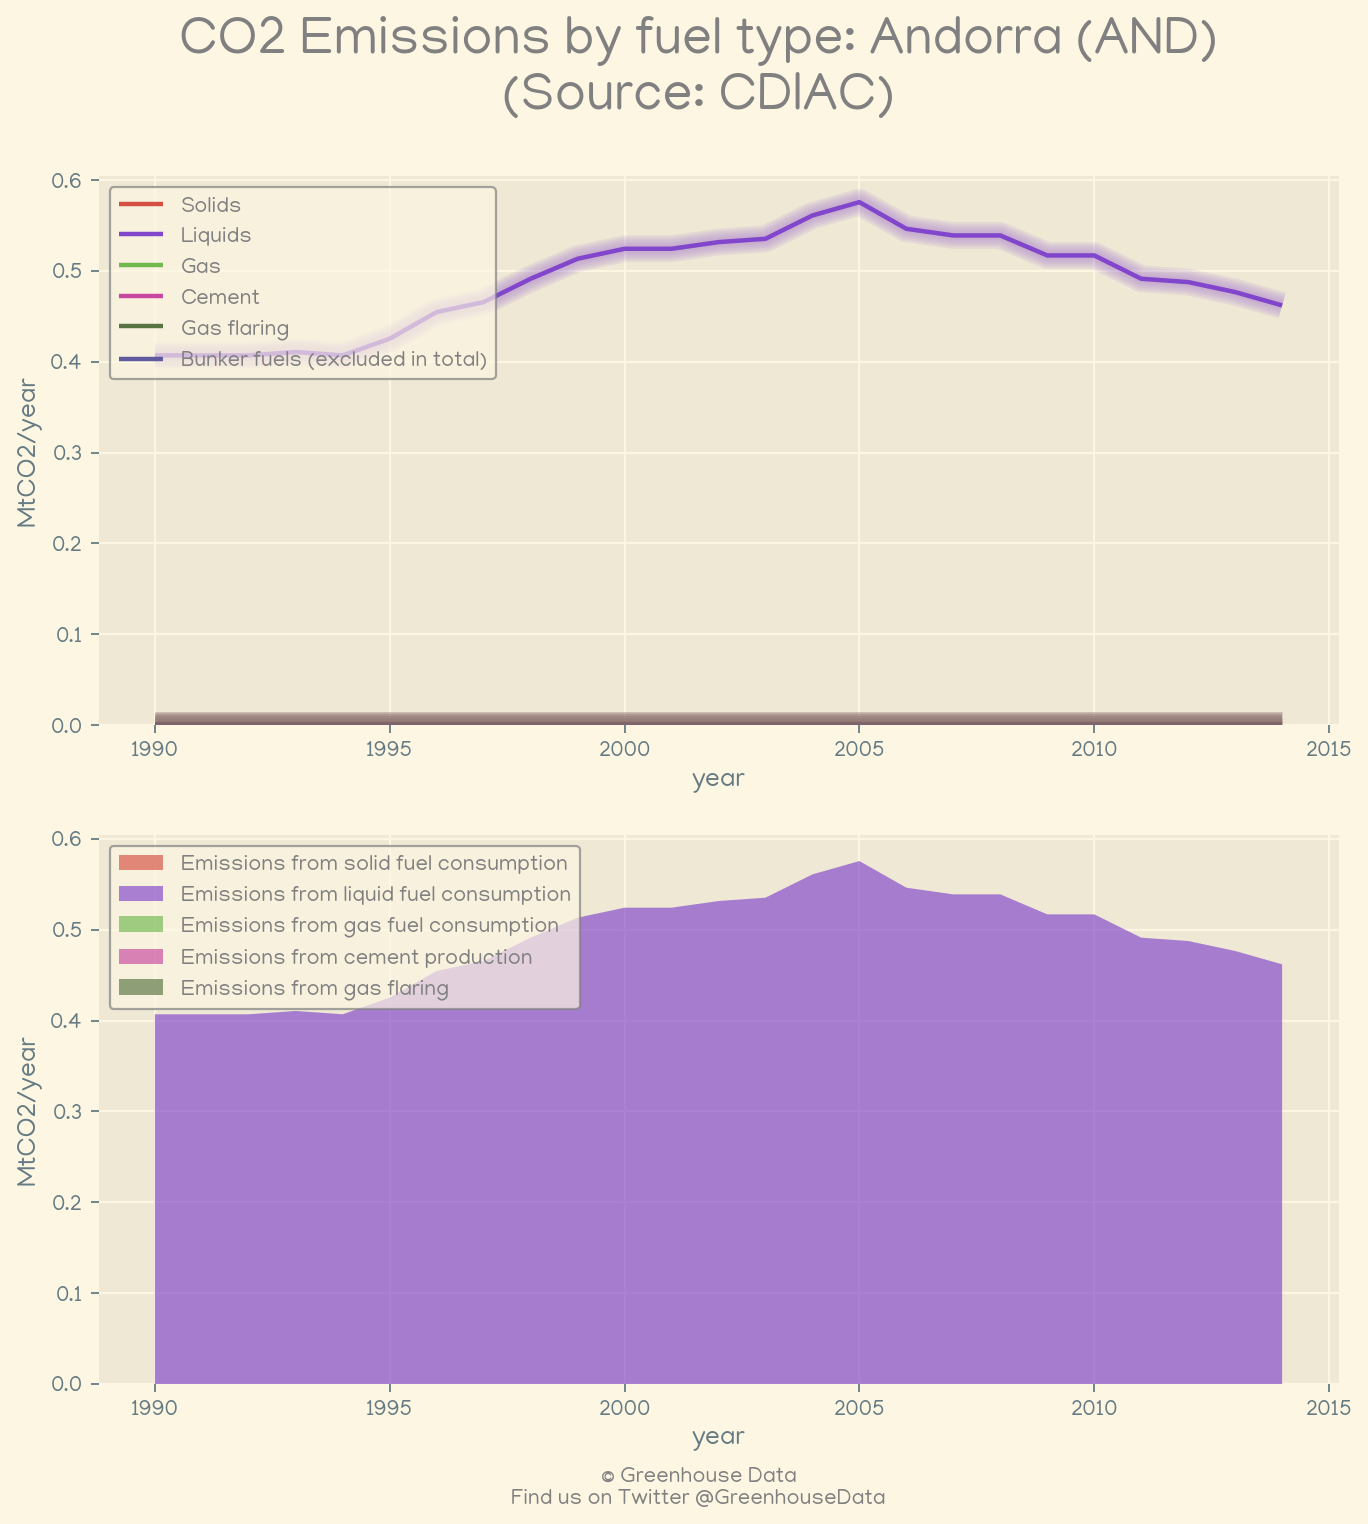 CO2 Emissions by fuel type: Andorra (AND)
(Source: CDIAC)
0.6
0.5
0.4
0.3
0.2
0.1
0.0
MtCO2/year
Solids
Liquids
Gas
Cement
Gas flaring
Bunker fuels (excluded in total)
1990
1995
2000
2005
2010
2015
year
0.6
0.5
0.4
0.3
0.2
0.1
0.0
MtCO2/year
Emissions from solid fuel consumption
Emissions from liquid fuel consumption
Emissions from gas fuel consumption
Emissions from cement production
Emissions from gas flaring
1990
1995
2000
2005
2010
2015
year
© Greenhouse Data
Find us on Twitter @GreenhouseData